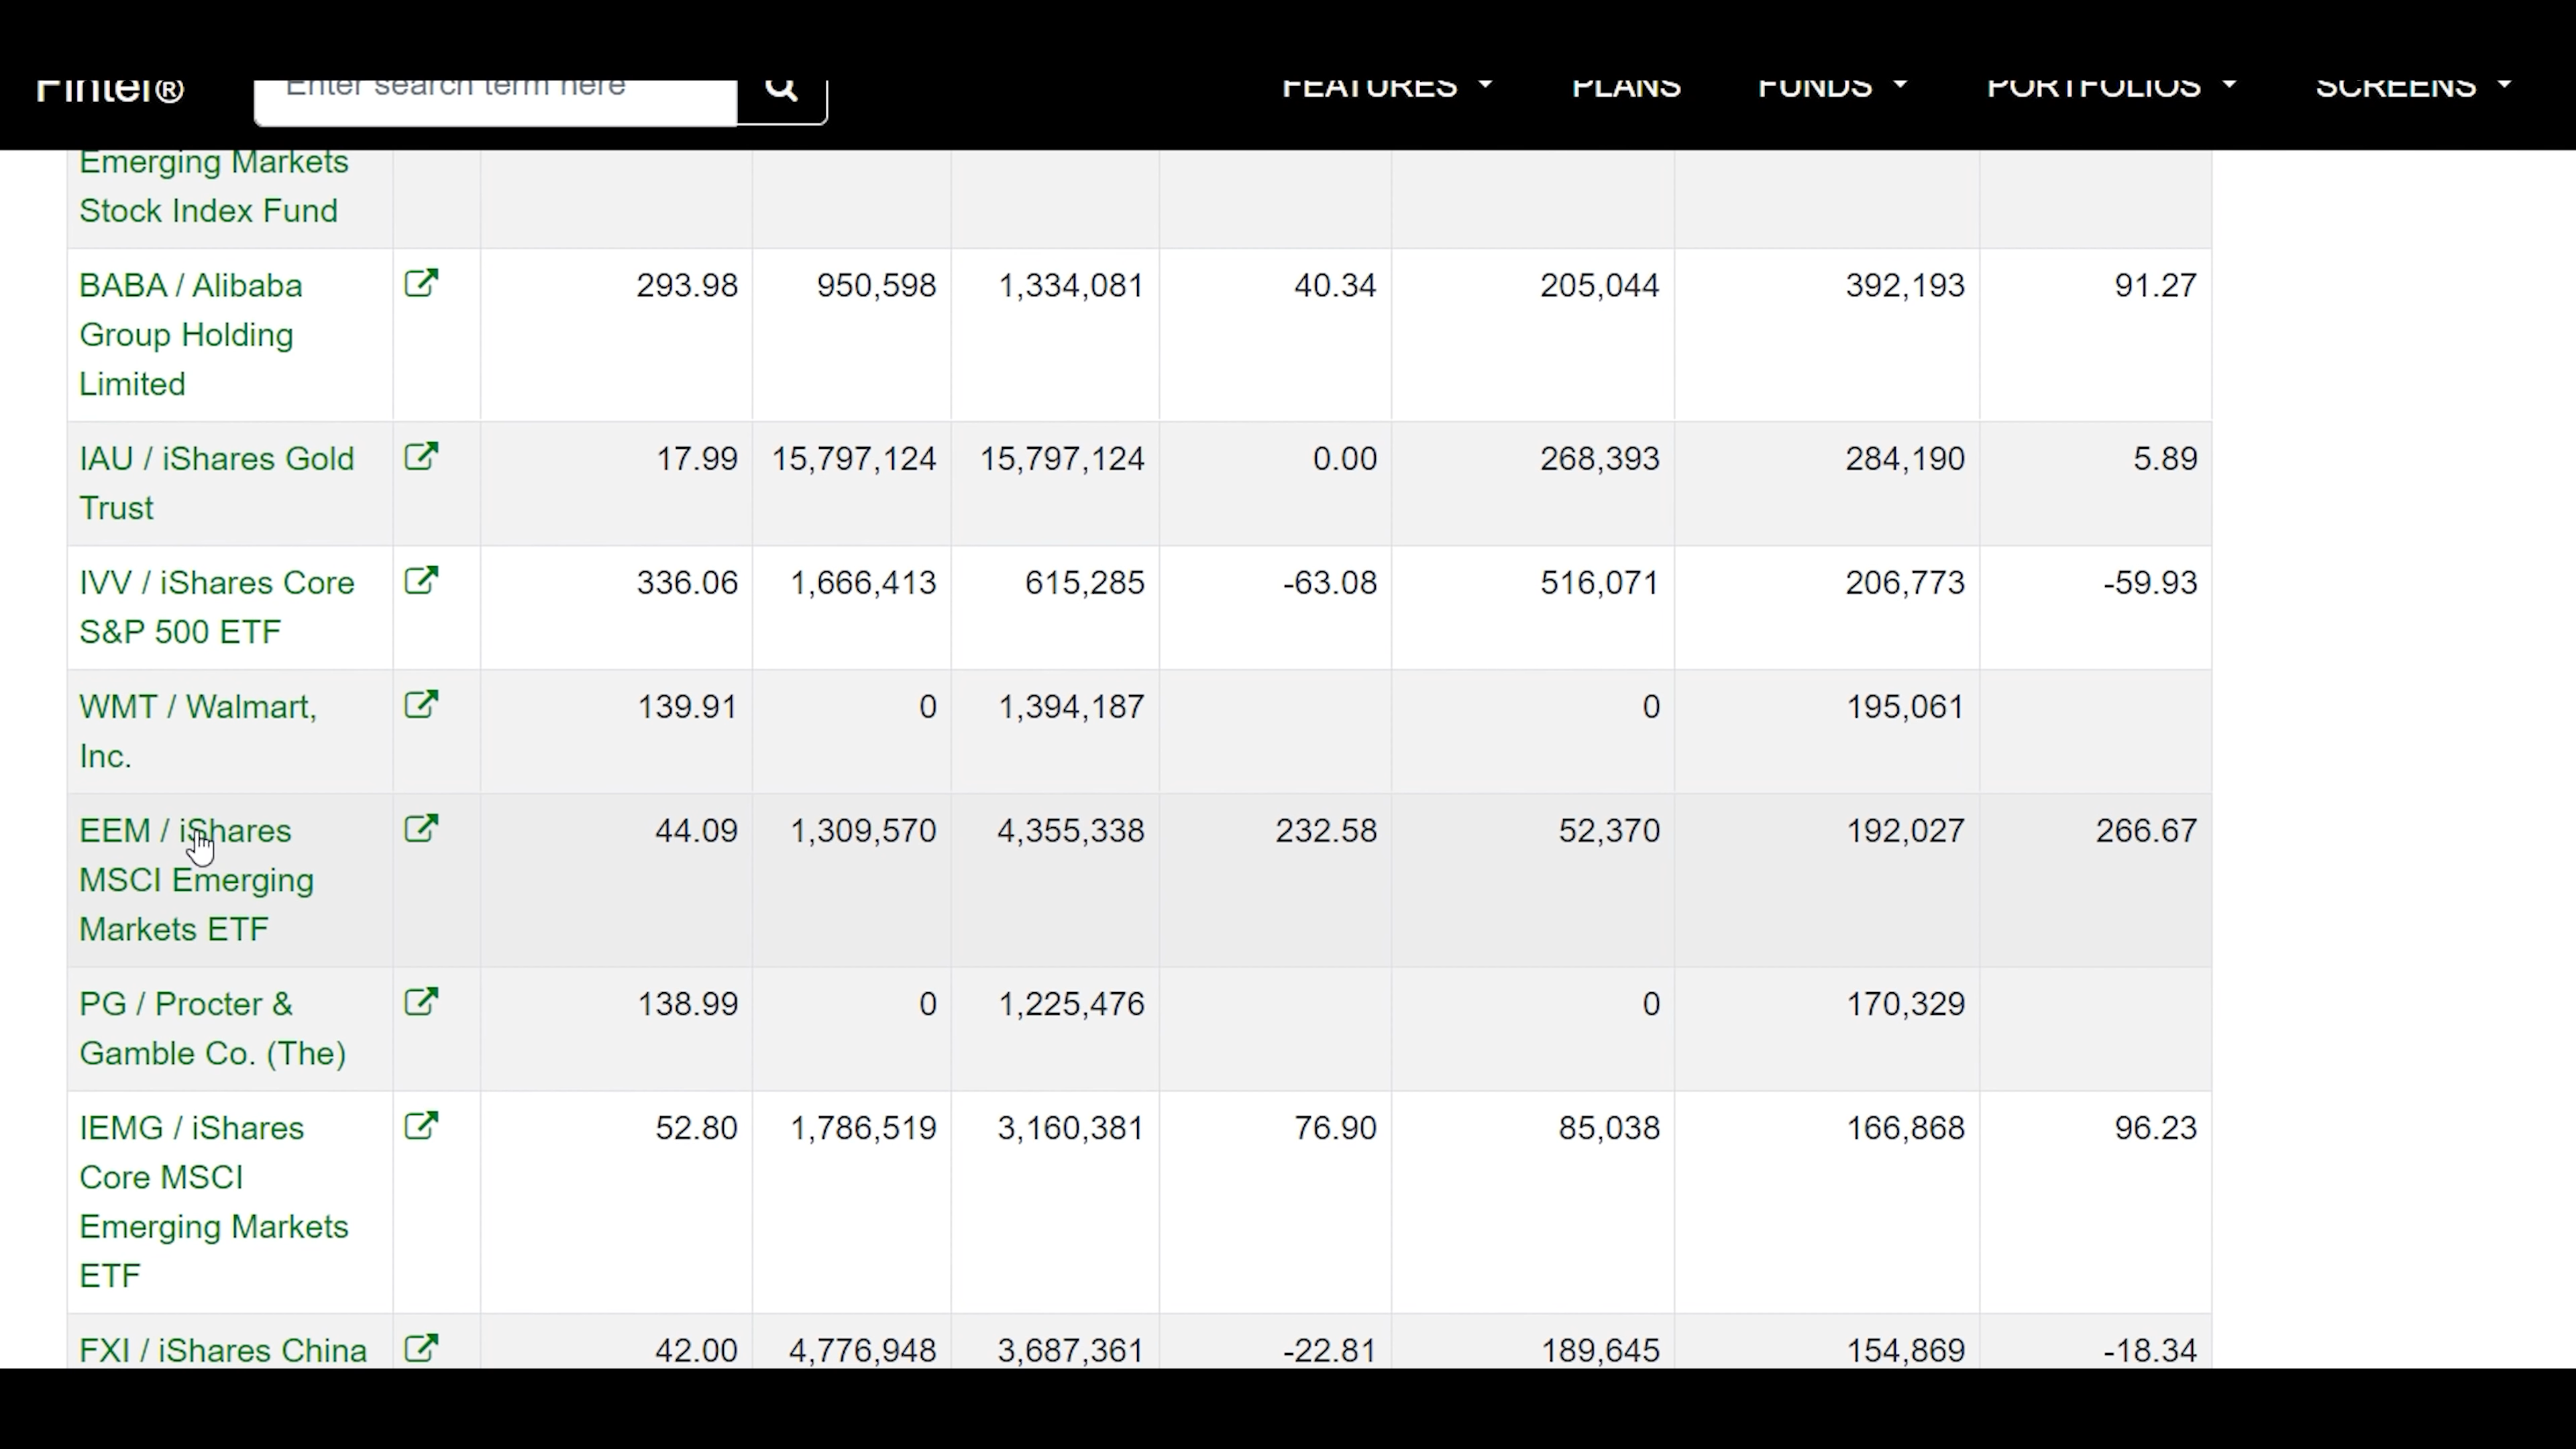 Fintel® Enter search term here FEATURES PLANS FUNDS PORTFOLIOS SCREENS
Emerging Markets
Stock Index Fund
BABA / Alibaba 293.98 950,598 1,334,081 40.34 205,044 392,193 91.27
Group Holding
Limited
IAU / iShares Gold 17.99 15,797,124 15,797,124 0.00 268,393 284,190 5.89
Trust
IVV / iShares Core 336.06 1,666,413 615,285 -63.08 516,071 206,773 -59.93
S&P 500 ETF
WMT / Walmart, 139.91 0 1,394,187 0 195,061
Inc.
EEM / iShares 44.09 1,309,570 4,355,338 232.58 52,370 192,027 266.67
MSCI Emerging
Markets ETF
PG / Procter & 138.99 0 1,225,476 0 170,329
Gamble Co. (The)
IEMG / iShares 52.80 1,786,519 3,160,381 76.90 85,038 166,868 96.23
Core MSCI
Emerging Markets
ETF
FXI / iShares China 42.00 4,776,948 3,687,361 -22.81 189,645 154,869 -18.34